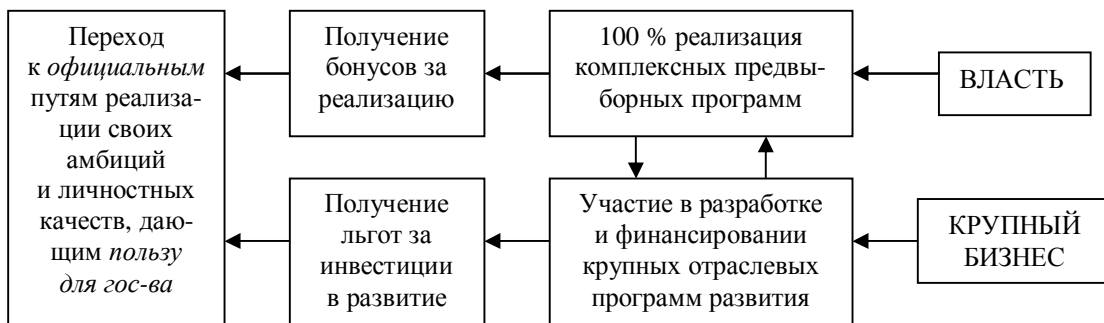 Переход
к официальным
путям реализа-
ции своих
амбиций
и личностных
качеств, даю-
щим пользу
для гос-ва
Получение
бонусов за
реализацию
100 % реализация
комплексных предвы-
борных программ
ВЛАСТЬ
Получение
льгот за
инвестиции
в развитие
Участие в разработке
и финансировании
крупных отраслевых
программ развития
КРУПНЫЙ
БИЗНЕС